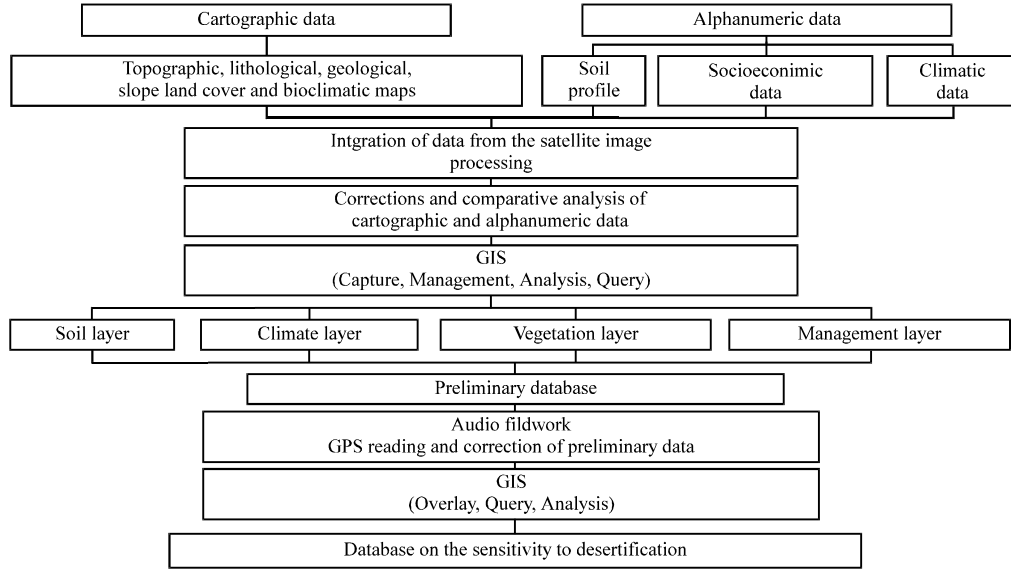 Cartographic data
Alphanumeric data
Topographic, lithological, geological,
slope land cover and bioclimatic maps
Soil
profile
Socioeconimic
data
Climatic
data
Intgration of data from the satellite image
processing
Corrections and comparative analysis of
cartographic and alphanumeric data
GIS
(Capture, Management, Analysis, Query)
Soil layer
Climate layer
Vegetation layer
Management layer
Preliminary database
Audio fildwork
GPS reading and correction of preliminary data
GIS
(Overlay, Query, Analysis)
Database on the sensitivity to desertification